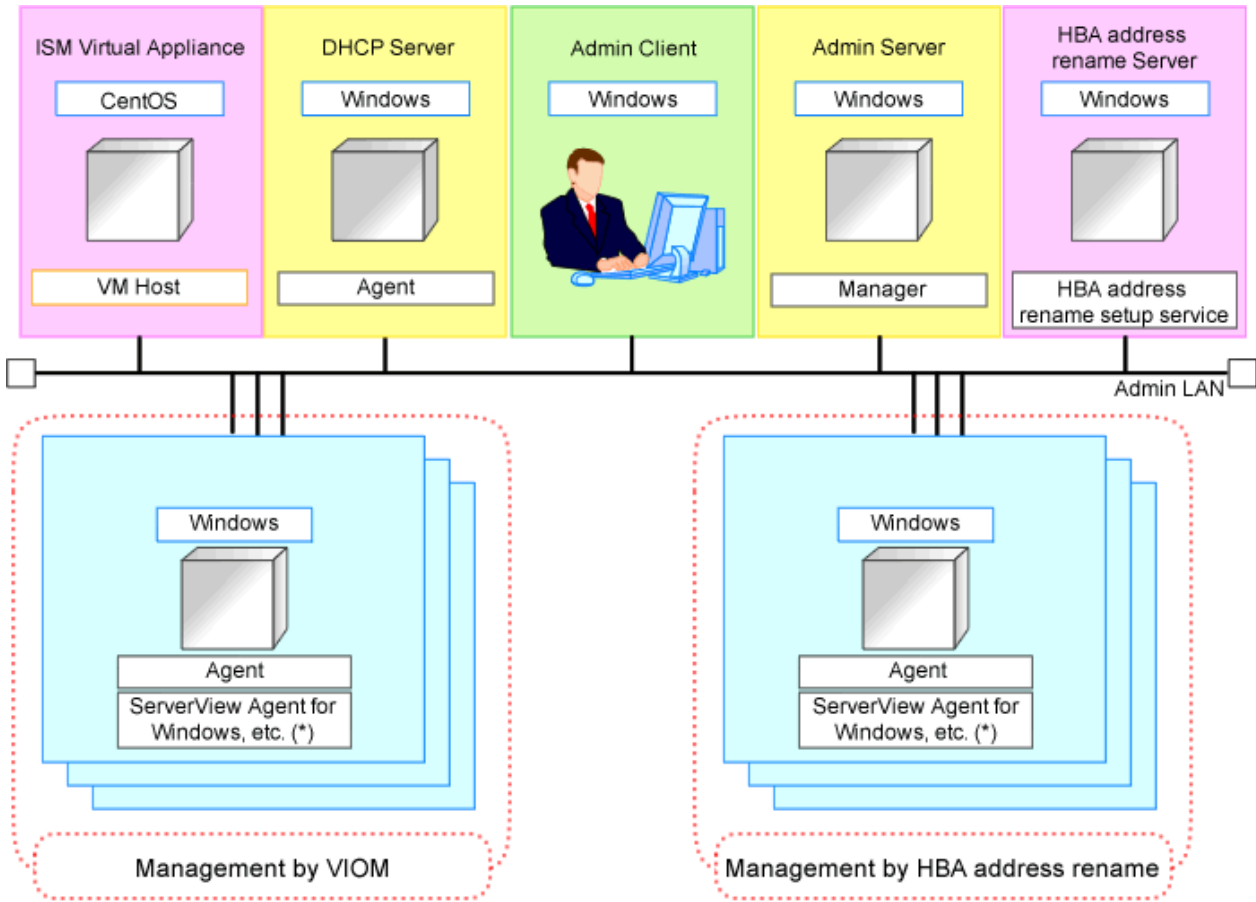 ISM Virtual Appliance
CentOS
VM Host
DHCP Server
Windows
Agent
Admin Client
Windows
Admin Server
Windows
Manager
HBA address
rename Server
Windows
HBA address
rename setup service
Admin LAN
Windows
Agent
ServerView Agent for
Windows, etc. (*)
Management by VIOM
Windows
Agent
ServerView Agent for
Windows, etc. (*)
Management by HBA address rename